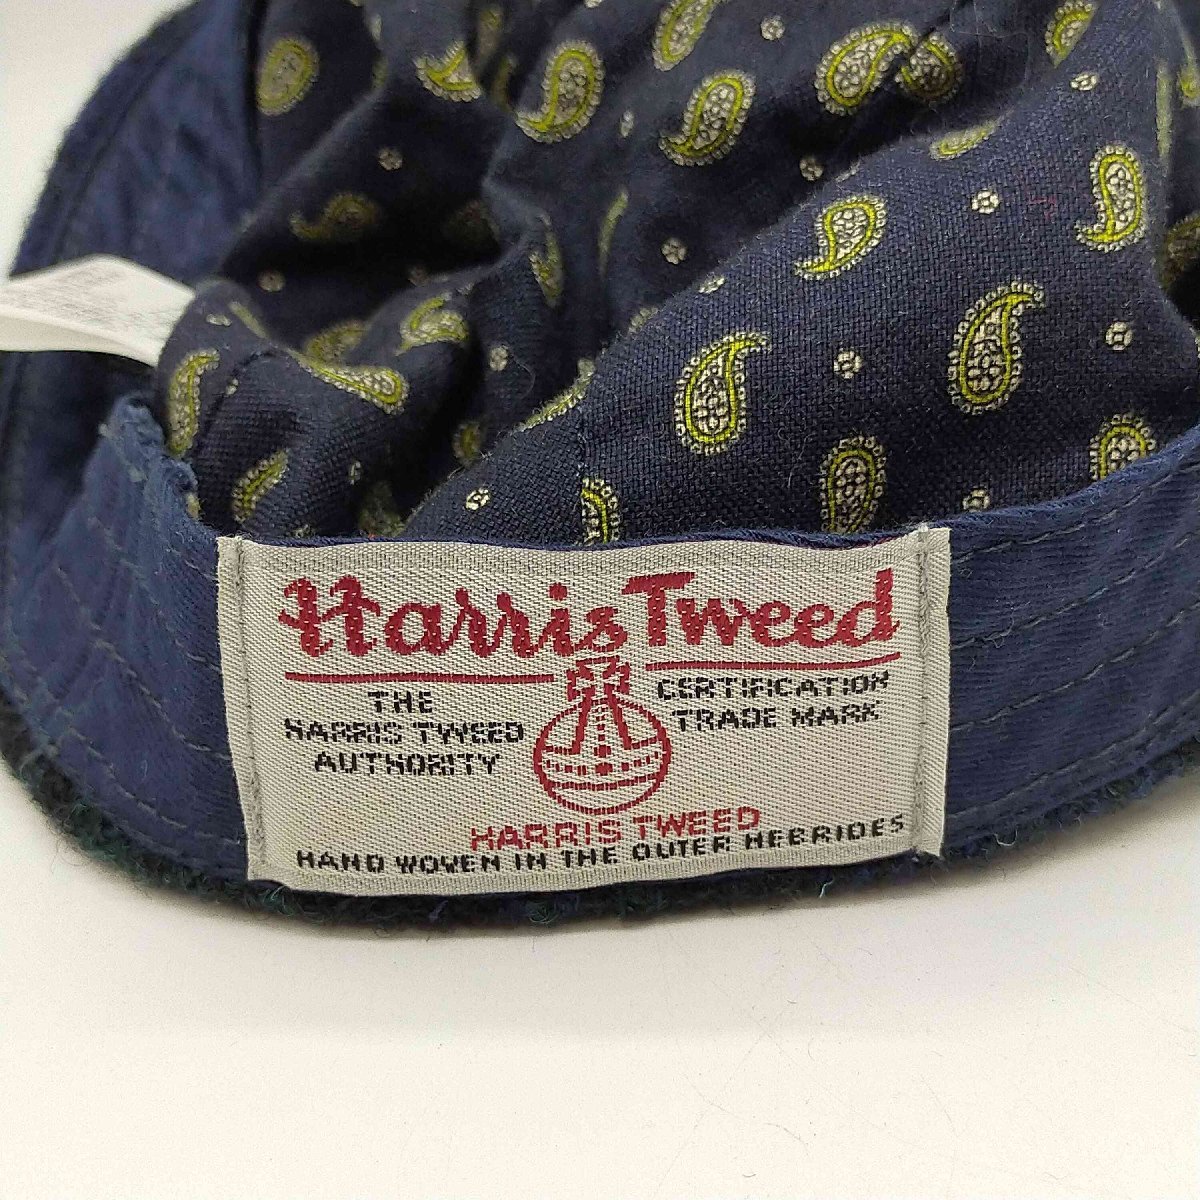 Harris Tweed
THE
HARRIS TWEED
AUTHORITY
CERTIFICATION
TRADE MARK
HARRIS TWEED
HAND WOVEN IN THE OUTER HEBRIDES